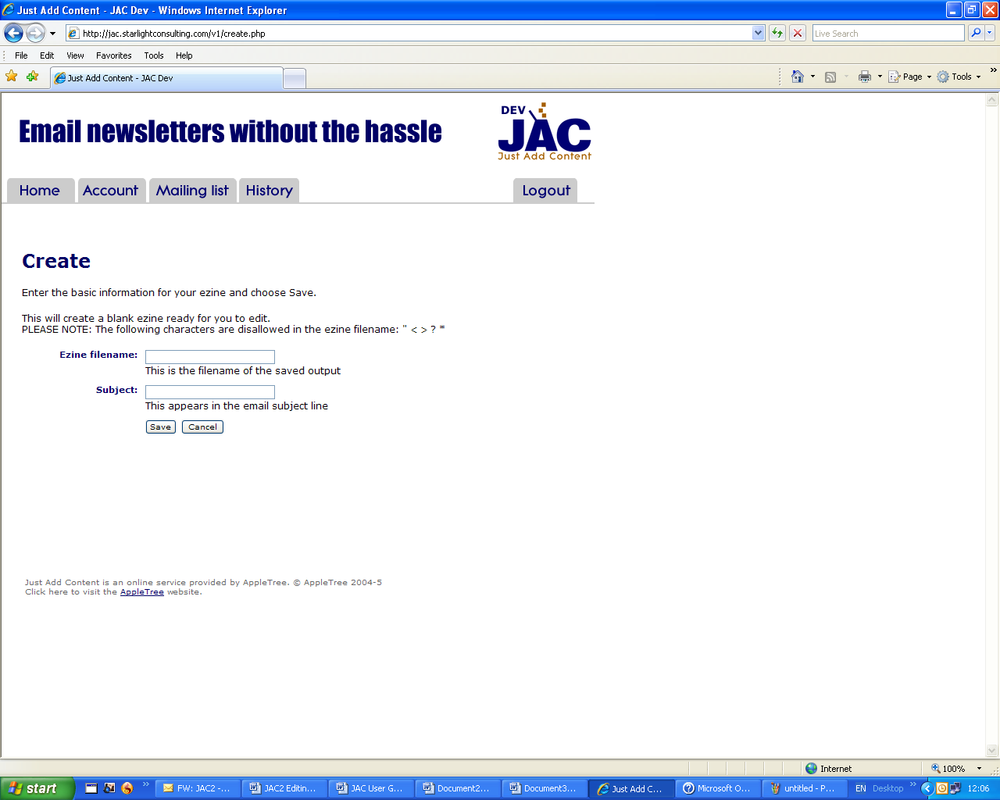 Just Add Content - JAC Dev - Windows Internet Explorer
http://jac.starlightconsulting.com/v1/create.php
Live Search
File Edit View Favorites Tools Help
Just Add Content - JAC Dev
Page Tools
Email newsletters without the hassle
DEV
JAC
Just Add Content
Home Account Mailing list History Logout
Create
Enter the basic information for your ezine and choose Save.
This will create a blank ezine ready for you to edit.
PLEASE NOTE: The following characters are disallowed in the ezine filename: " < > ? *
Ezine filename:
This is the filename of the saved output
Subject:
This appears in the email subject line
Save Cancel
Just Add Content is an online service provided by AppleTree. © AppleTree 2004-5
Click here to visit the AppleTree website.
Internet 100%
start FW: JAC2 -... JAC2 Editin... JAC User G... Document2... Document3... Just Add C... Microsoft O... untitled - P... EN Desktop 12:06